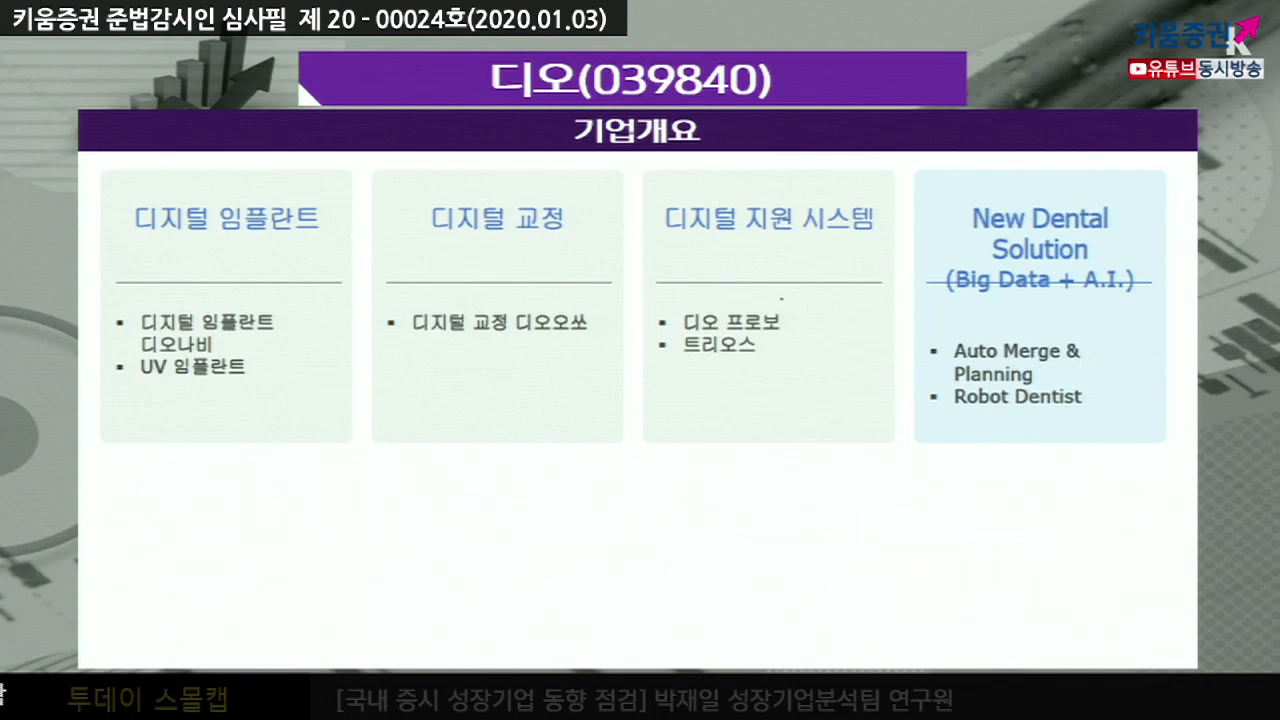 키움증권 준법감시인 심사필 제 20 - 00024호(2020.01.03)
키움증권
유튜브동시방송
디오(039840)
기업개요
디지털 임플란트
▪ 디지털 임플란트
디오나비
▪ UV 임플란트
디지털 교정
▪ 디지털 교정 디오오쏘
디지털 지원 시스템
▪ 디오 프로보
▪ 트리오스
New Dental
Solution
(Big Data + A.I.)
▪ Auto Merge &
Planning
▪ Robot Dentist
투데이 스몰캡
[국내 증시 성장기업 동향 점검] 박재일 성장기업분석팀 연구원